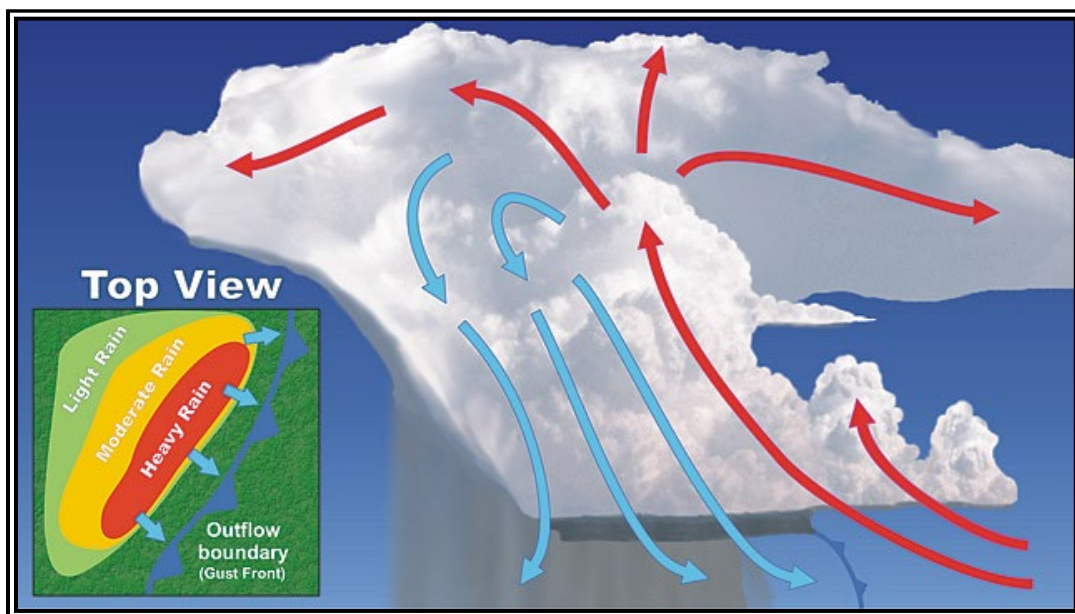 Top View
Light Rain
Moderate Rain
Heavy Rain
Outflow
boundary
(Gust Front)